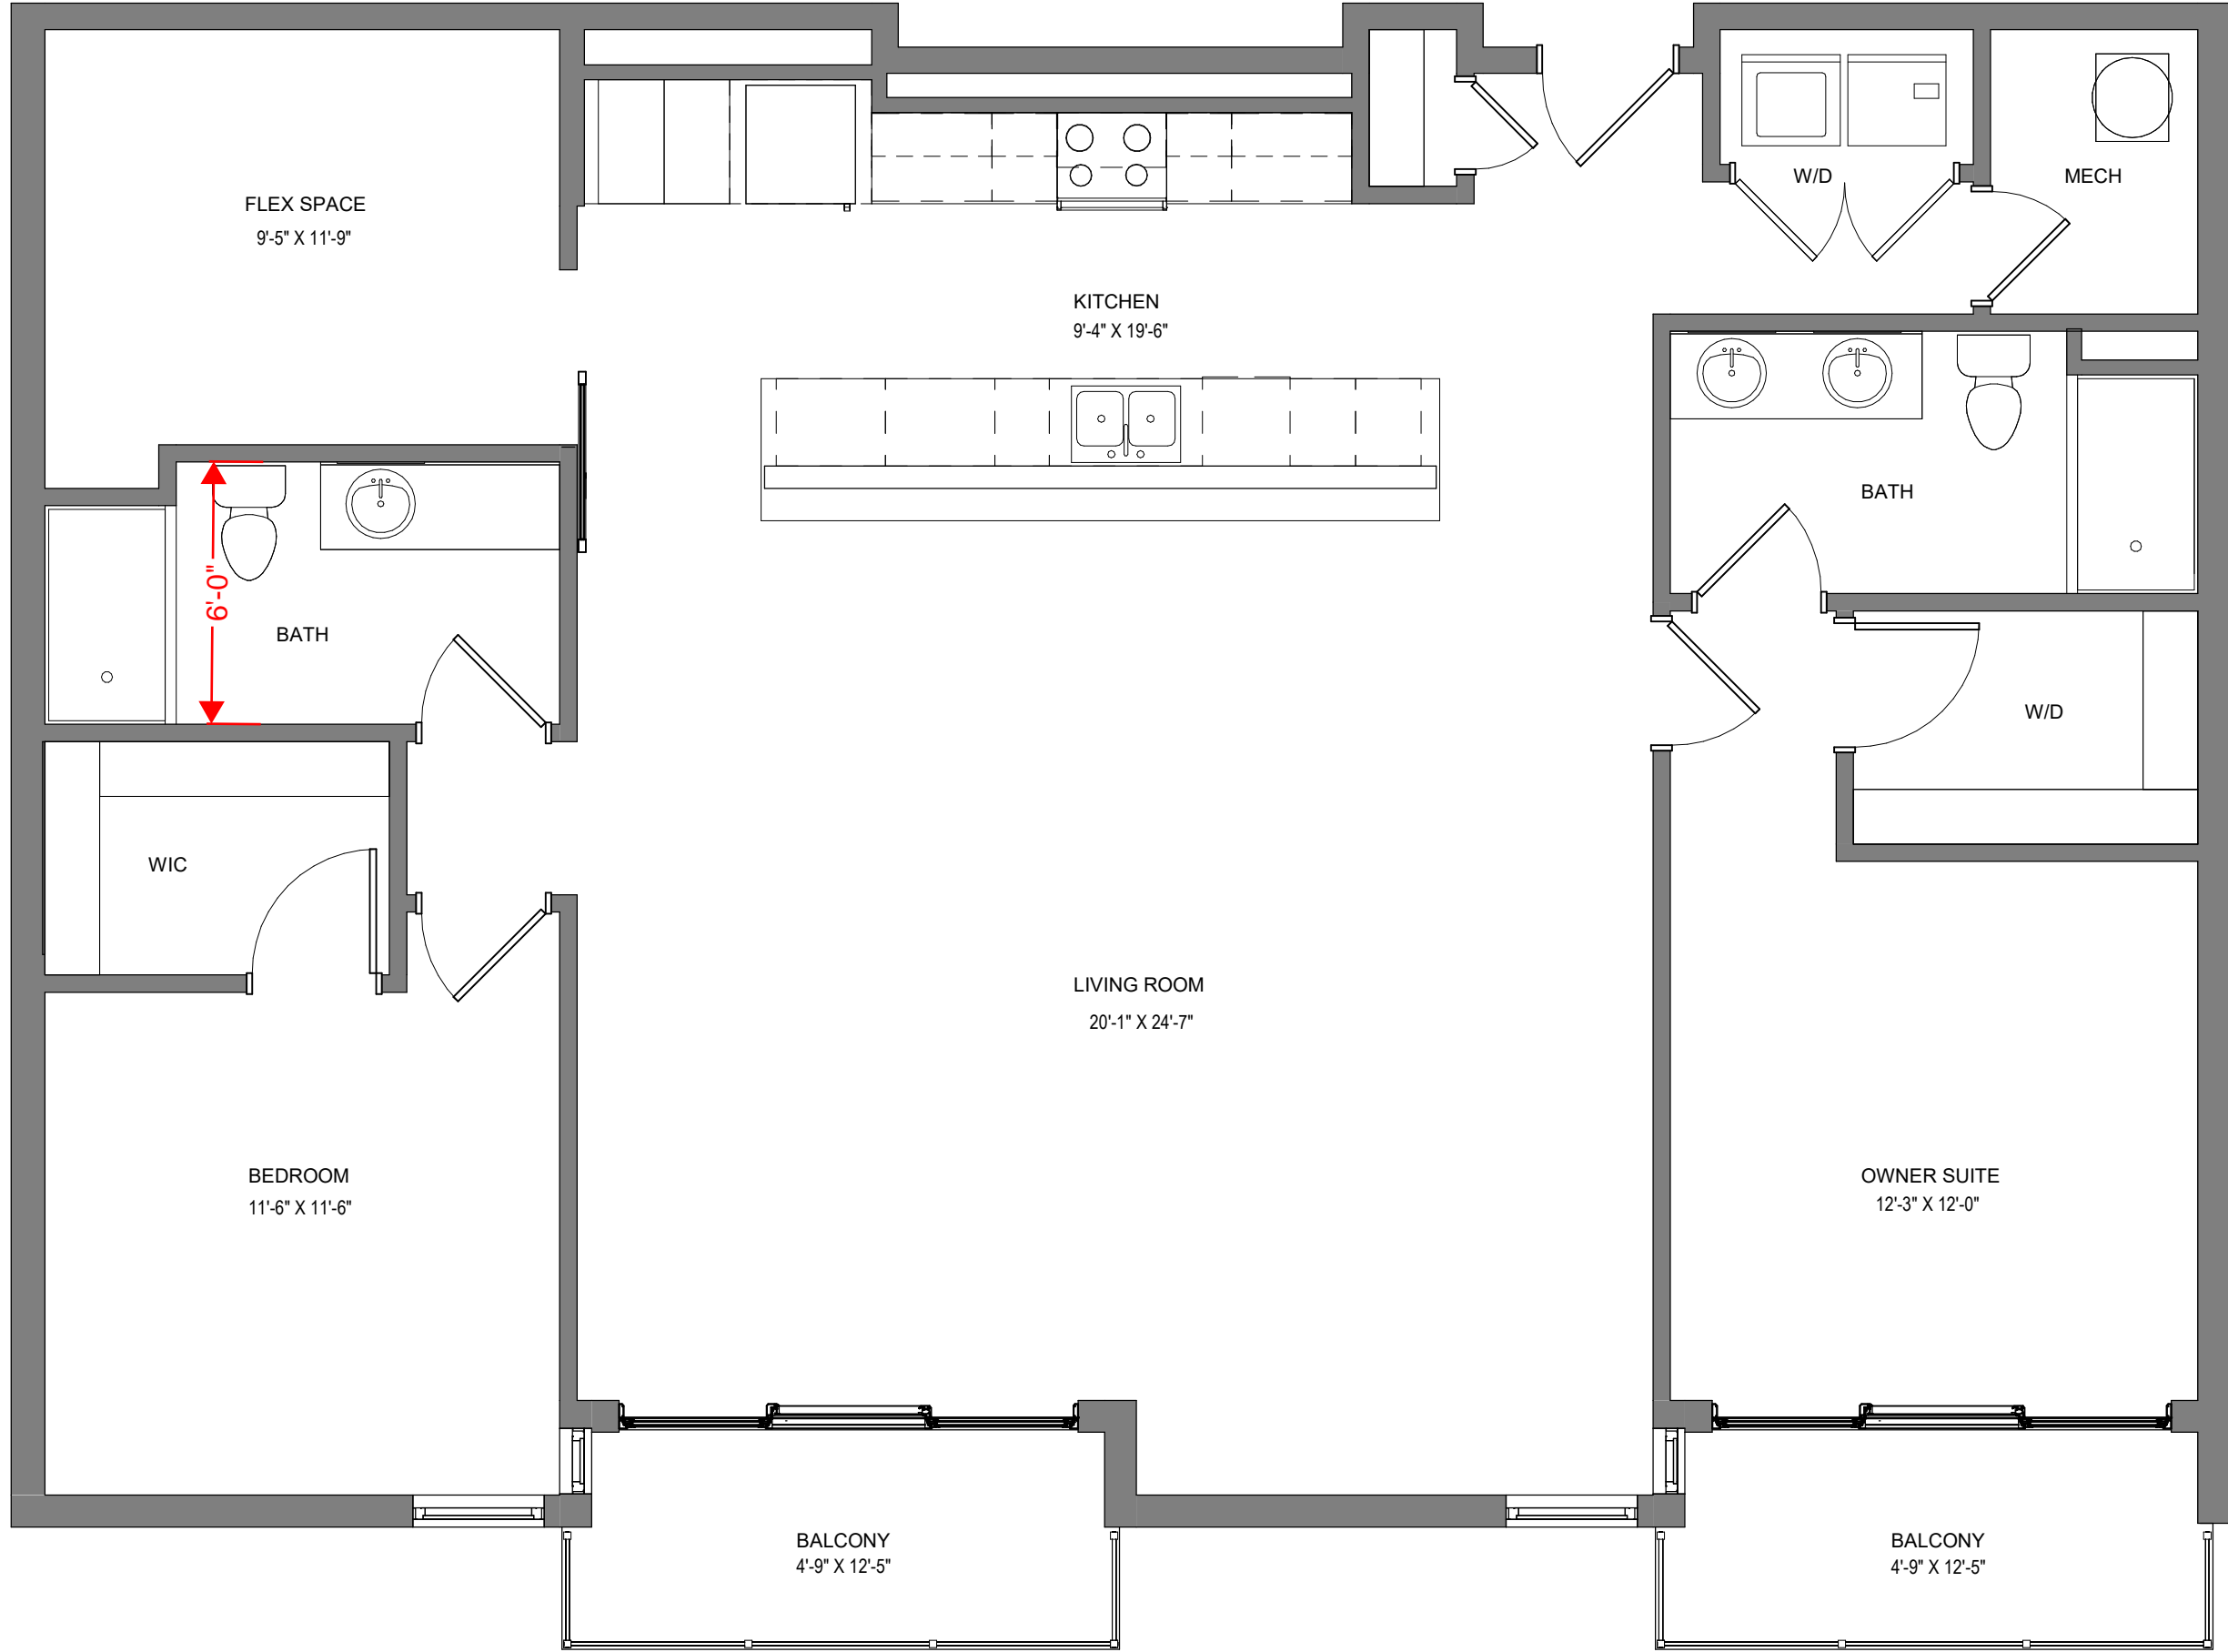 FLEX SPACE
9'-5" X 11'-9"
W/D
MECH
KITCHEN
9'-4" X 19'-6"
BATH
6'-0"
BATH
W/D
WIC
LIVING ROOM
20'-1" X 24'-7"
BEDROOM
11'-6" X 11'-6"
OWNER SUITE
12'-3" X 12'-0"
BALCONY
4'-9" X 12'-5"
BALCONY
4'-9" X 12'-5"